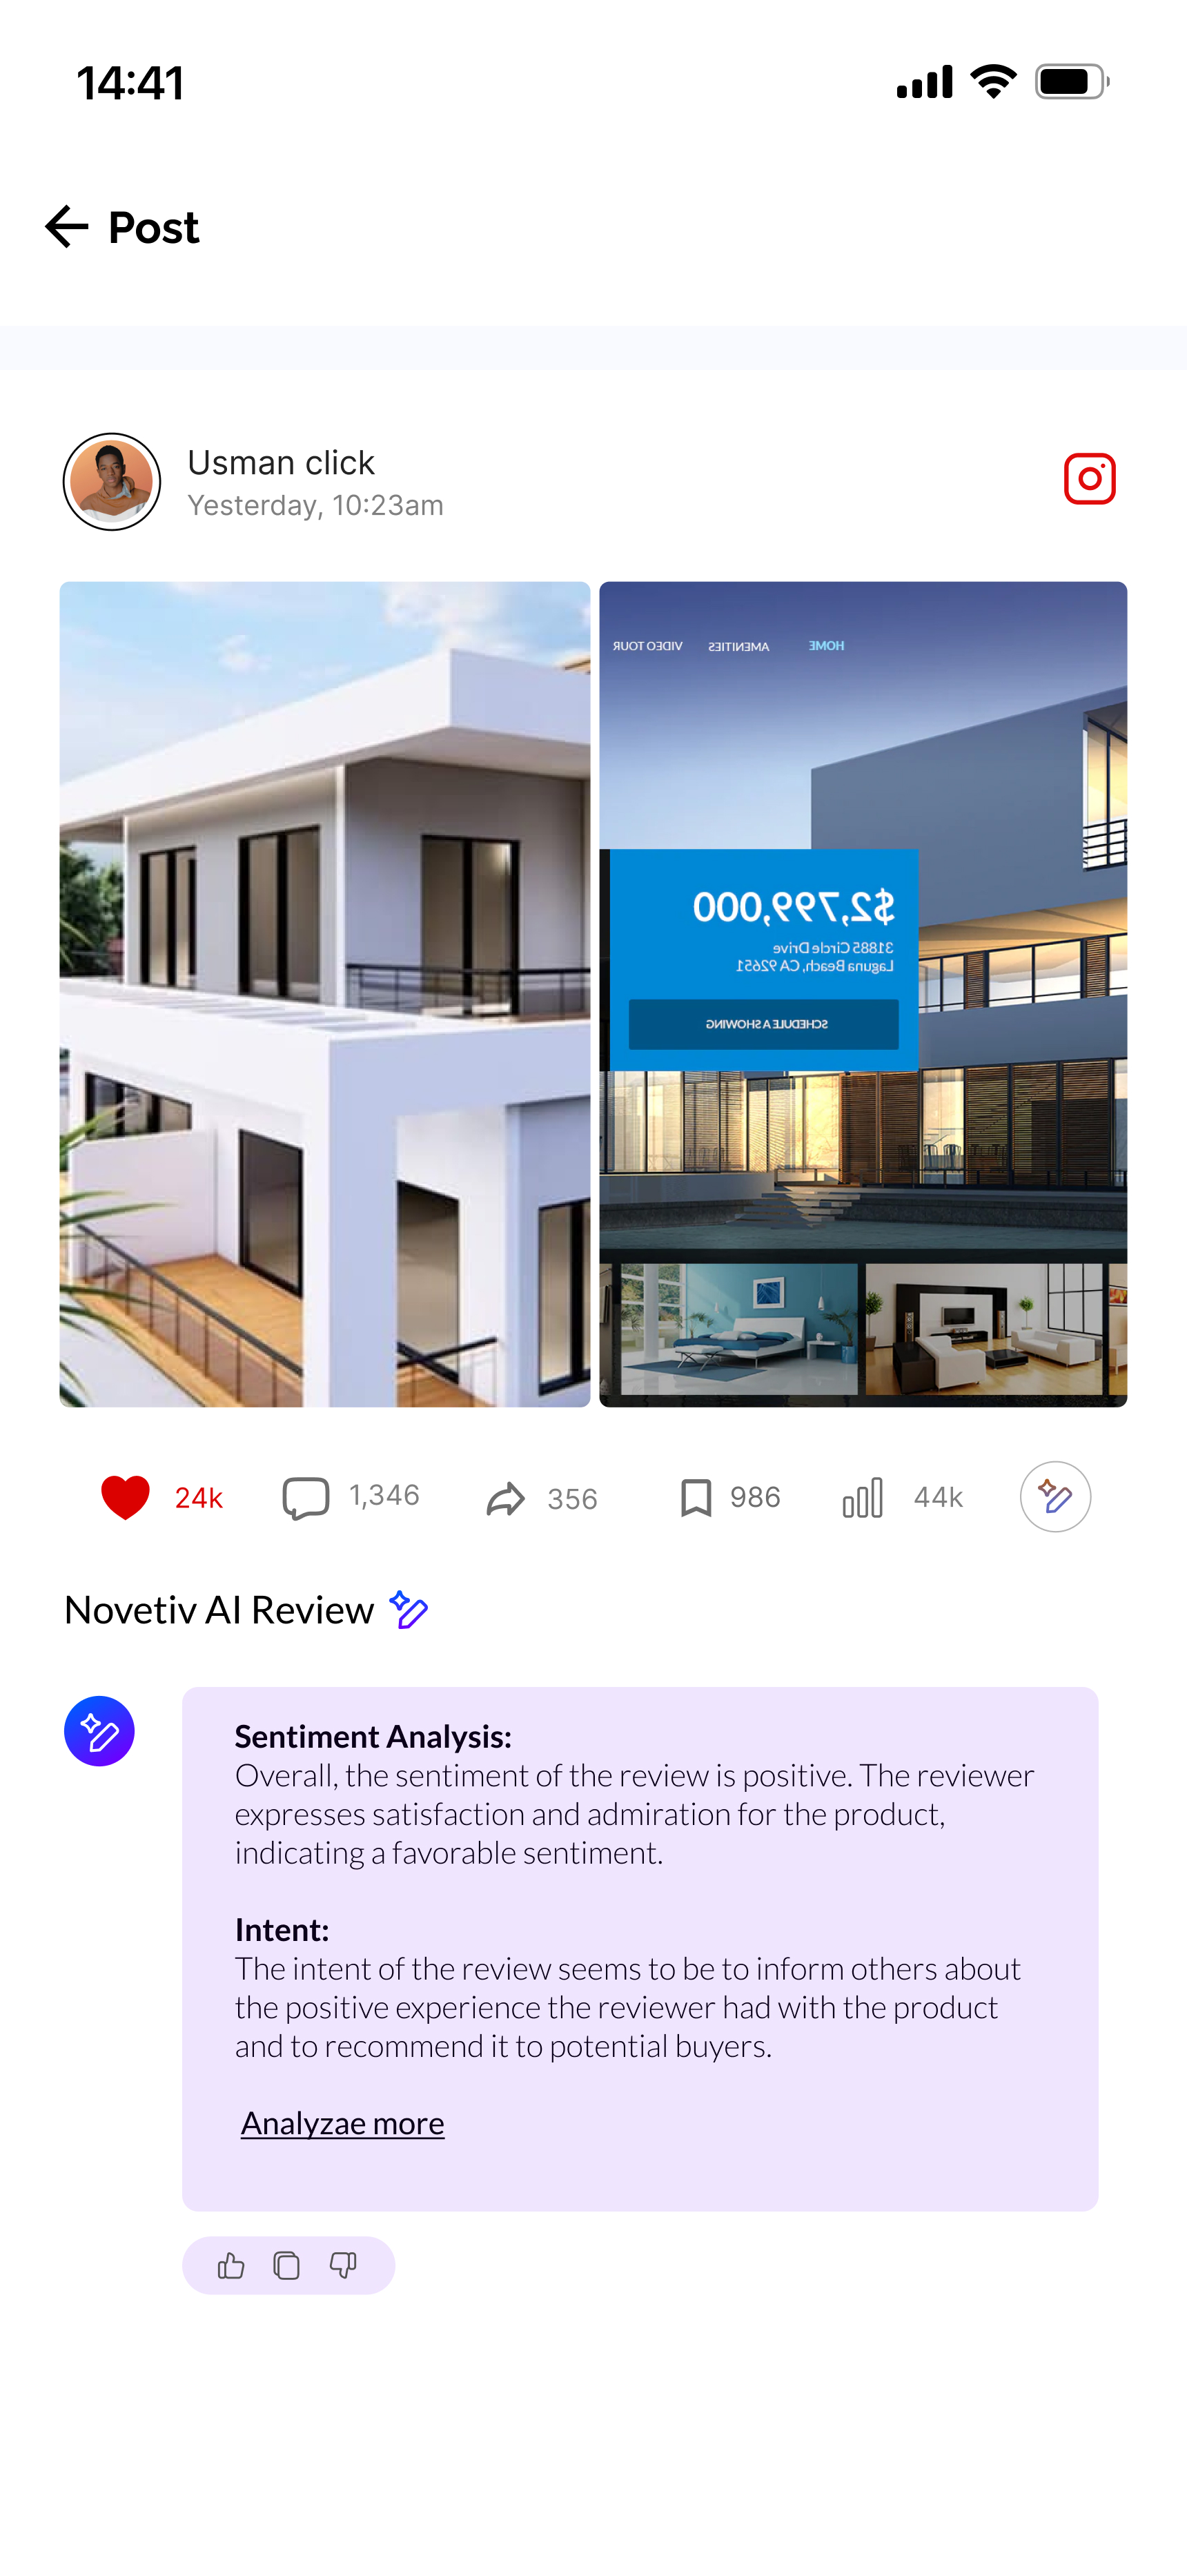 14:41
Post
Usman click
Yesterday, 10:23am
HOME
AMENITIES
VIDEO TOUR
$2,799,000
31885 Circle Drive
Laguna Beach, CA 92651
SCHEDULE A SHOWING
24k
1,346
356
986
44k
Novetiv AI Review
Sentiment Analysis:
Overall, the sentiment of the review is positive. The reviewer
expresses satisfaction and admiration for the product,
indicating a favorable sentiment.
Intent:
The intent of the review seems to be to inform others about
the positive experience the reviewer had with the product
and to recommend it to potential buyers.
Analyzae more